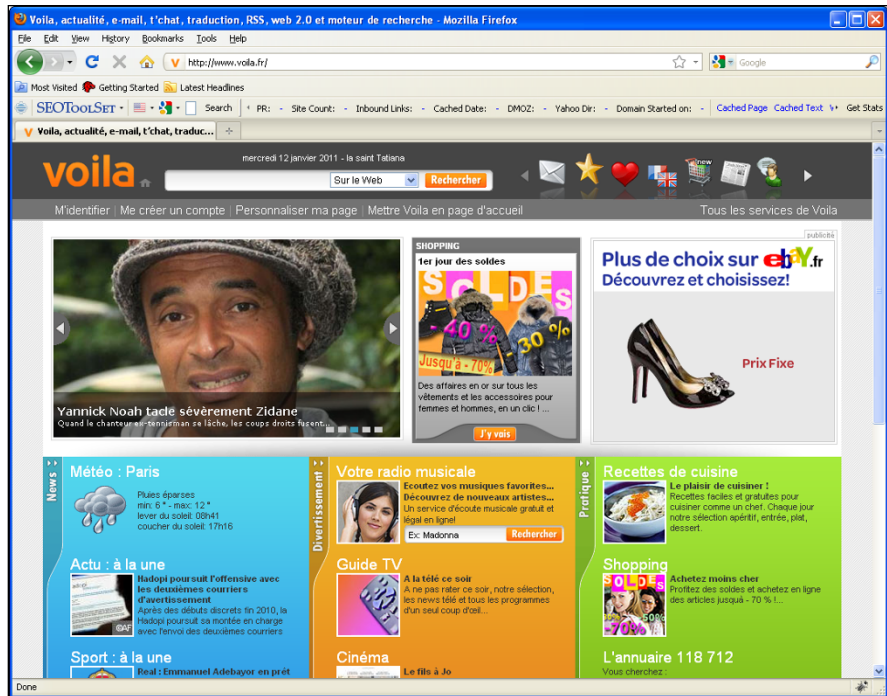 Voila, actualité, e-mail, t'chat, traduction, RSS, web 2.0 et moteur de recherche - Mozilla Firefox
File Edit View History Bookmarks Tools Help
http://www.voila.fr/
Google
Most Visited Getting Started Latest Headlines
SEOToolSet Search PR: - Site Count: - Inbound Links: - Cached Date: - DMOZ: - Yahoo Dir: - Domain Started on: - Cached Page Cached Text Get Stats
Voila, actualité, e-mail, t'chat, traduc...
mercredi 12 janvier 2011 - la saint Tatiana
voila
Sur le Web Rechercher
new
M'identifier | Me créer un compte | Personnaliser ma page | Mettre Voila en page d'accueil Tous les services de Voila
publicité
SHOPPING
1er jour des soldes
SOLDES
- 40 %
- 30 %
Jusqu'à - 70%
Des affaires en or sur tous les
vêtements et les accessoires pour
femmes et hommes, en un clic ! ...
J'y vais
Plus de choix sur ebay.fr
Découvrez et choisissez!
Prix Fixe
Yannick Noah tacle sévèrement Zidane
Quand le chanteur ex-tennisman se lâche, les coups droits fusent...
News
Météo : Paris
Pluies éparses
min: 6 ° - max: 12 °
lever du soleil: 08h41
coucher du soleil: 17h16
Actu : à la une
Hadopi poursuit l'offensive avec
les deuxièmes courriers
d'avertissement
Après des débuts discrets fin 2010, la
Hadopi poursuit sa montée en charge
avec l'envoi des deuxièmes courriers
©AF
Sport : à la une
Real : Emmanuel Adebayor en prêt
Divertissement
Votre radio musicale
Ecoutez vos musiques favorites...
Découvrez de nouveaux artistes...
Un service d'écoute musicale gratuit et
légal en ligne!
Ex: Madonna Rechercher
Guide TV
A la télé ce soir
A ne pas rater ce soir, notre sélection,
les news télé et tous les programmes
d'un seul coup d'œil...
Cinéma
Le fils à Jo
Pratique
Recettes de cuisine
Le plaisir de cuisiner !
Recettes faciles et gratuites pour
cuisiner comme un chef. Chaque jour
notre sélection apéritif, entrée, plat,
dessert.
Shopping
SOLDES
-50%
-70%
Achetez moins cher
Profitez des soldes et achetez en ligne
des articles jusquà - 70 % !...
L'annuaire 118 712
Vous cherchez :
Done